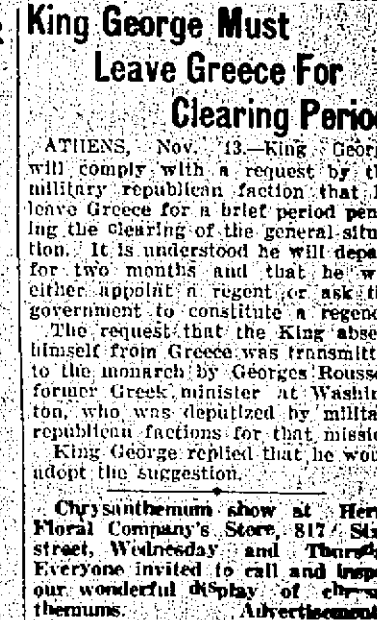 King George Must
Leave Greece For
Clearing Perio
ATHENS, Nov. 13.—King Georg
will comply with a request by t
military republican faction that
leave Greece for a brief period pen
ing the clearing of the general situ
tion. It is understood he will depa
for two months and that he w
either appoint a regent or ask t
government to constitute a regen
The request that the King abse
himself from Greece was transmitt
to the monarch by Georges Rouss
former Greek minister at Washin
ton, who was deputized by milita
republican factions for that missi
King George replied that he wou
adopt the suggestion.
Chrysanthemum show at Her
Floral Company's Store, 817 Six
street, Wednesday and Thursd
Everyone invited to call and insp
our wonderful display of chrys
themums. Advertisement